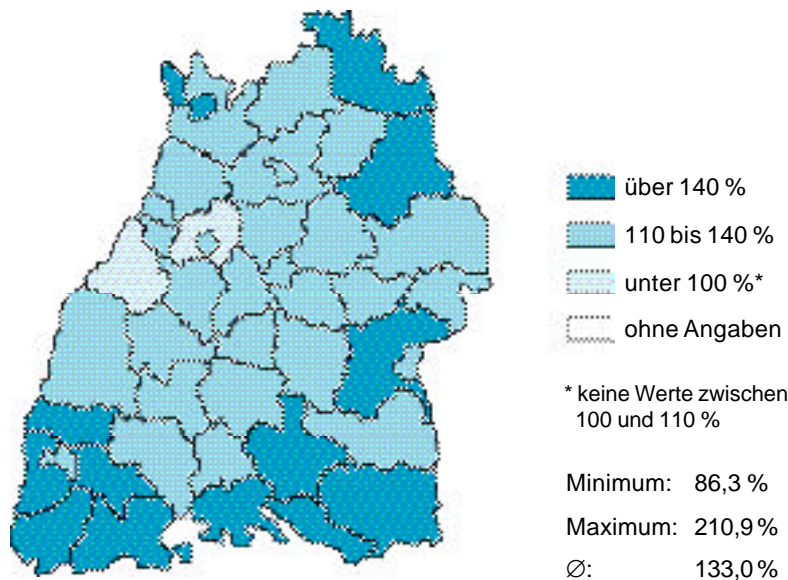 über 140 %
110 bis 140 %
unter 100 %*
ohne Angaben
* keine Werte zwischen
100 und 110 %
Minimum: 86,3 %
Maximum: 210,9 %
∅: 133,0 %